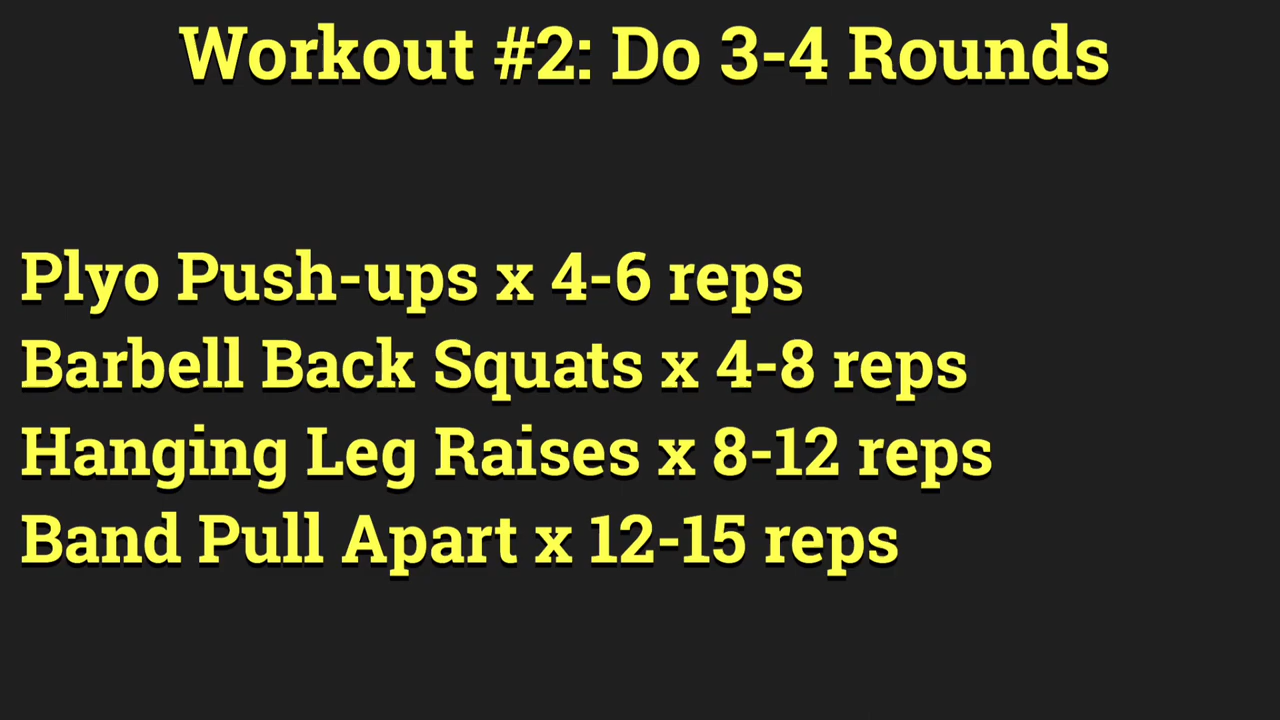 Workout #2: Do 3-4 Rounds
Plyo Push-ups x 4-6 reps
Barbell Back Squats x 4-8 reps
Hanging Leg Raises x 8-12 reps
Band Pull Apart x 12-15 reps